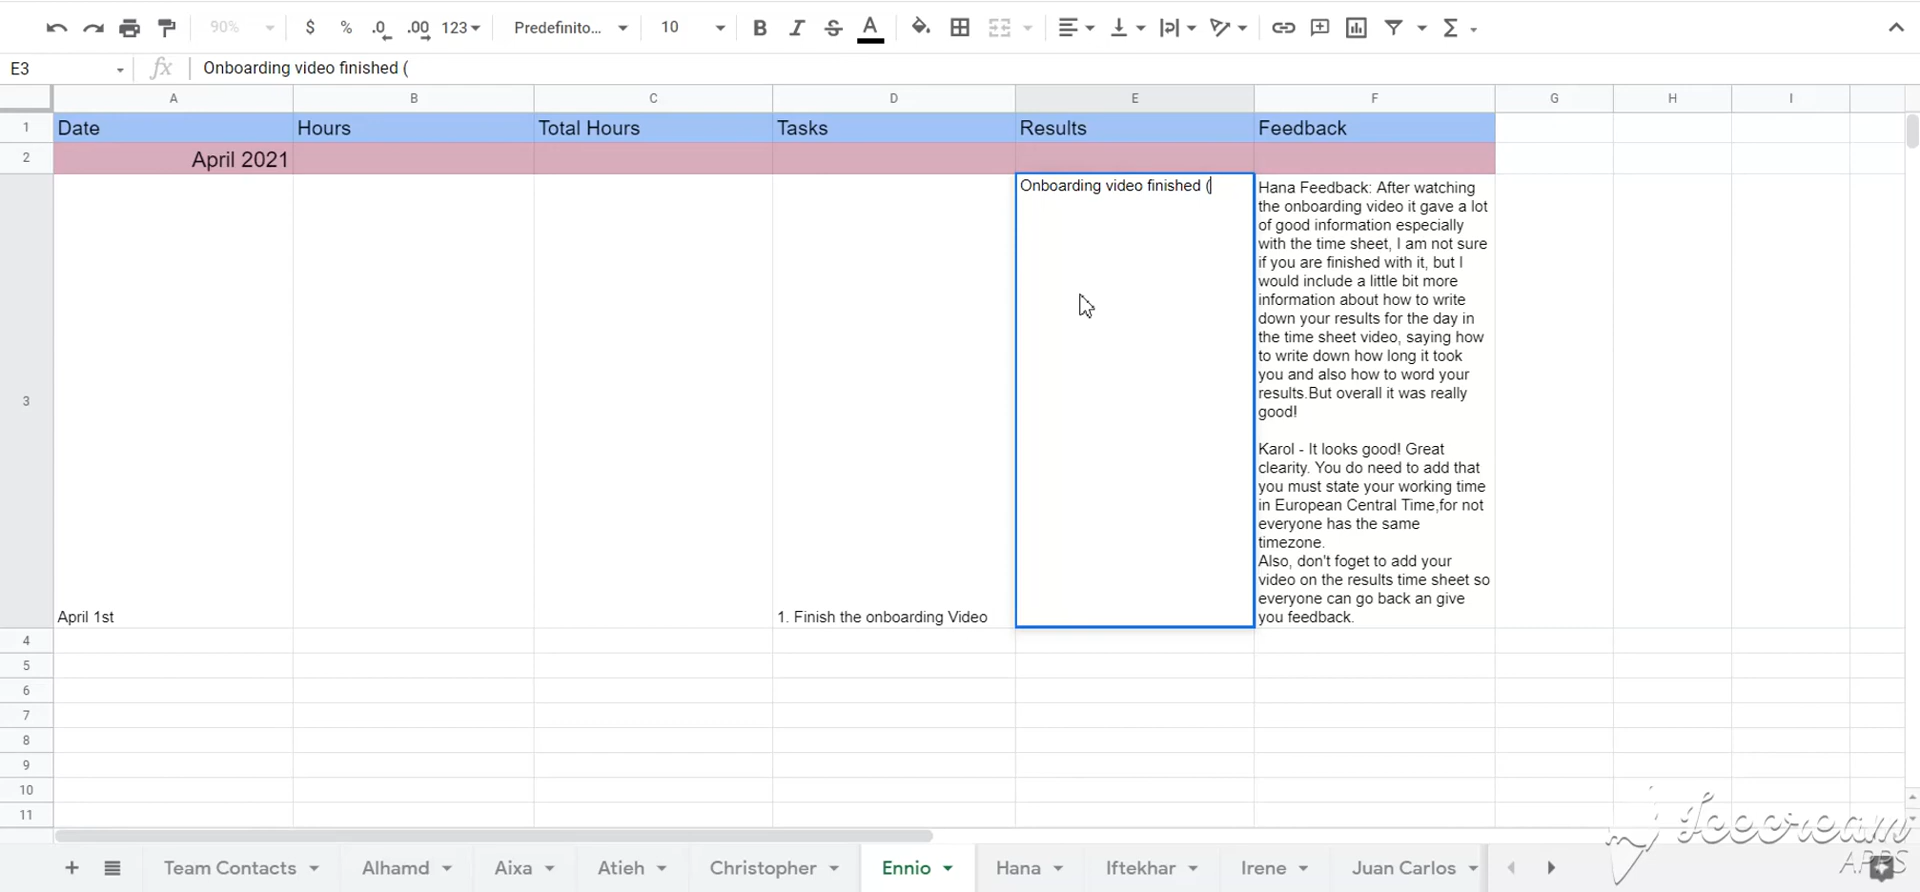 90%
$ % .0 .00 123
Predefinito...
10
B I S A
E3
fx
Onboarding video finished (
A B C D E F G H I
1 Date Hours Total Hours Tasks Results Feedback
2 April 2021
Onboarding video finished (
Hana Feedback: After watching
the onboarding video it gave a lot
of good information especially
with the time sheet, I am not sure
if you are finished with it, but I
would include a little bit more
information about how to write
down your results for the day in
the time sheet video, saying how
to write down how long it took
you and also how to word your
results.But overall it was really
good!
Karol - It looks good! Great
clearity. You do need to add that
you must state your working time
in European Central Time,for not
everyone has the same
timezone.
Also, don't foget to add your
video on the results time sheet so
everyone can go back an give
you feedback.
3
April 1st
1. Finish the onboarding Video
4
5
6
7
8
9
10
11
Team Contacts Alhamd Aixa Atieh Christopher Ennio Hana Iftekhar Irene Juan Carlos
Icecream
APPS